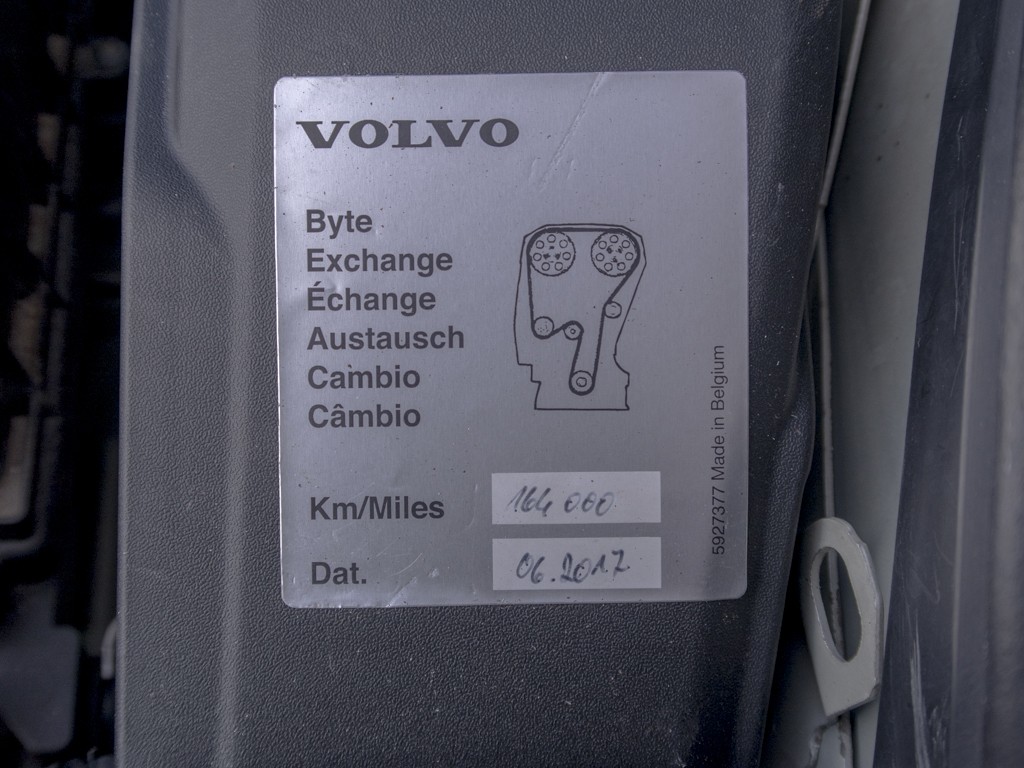 VOLVO
Byte
Exchange
Échange
Austausch
Cambio
Câmbio
Km/Miles 164 000
Dat. 06.2017
5927377 Made in Belgium